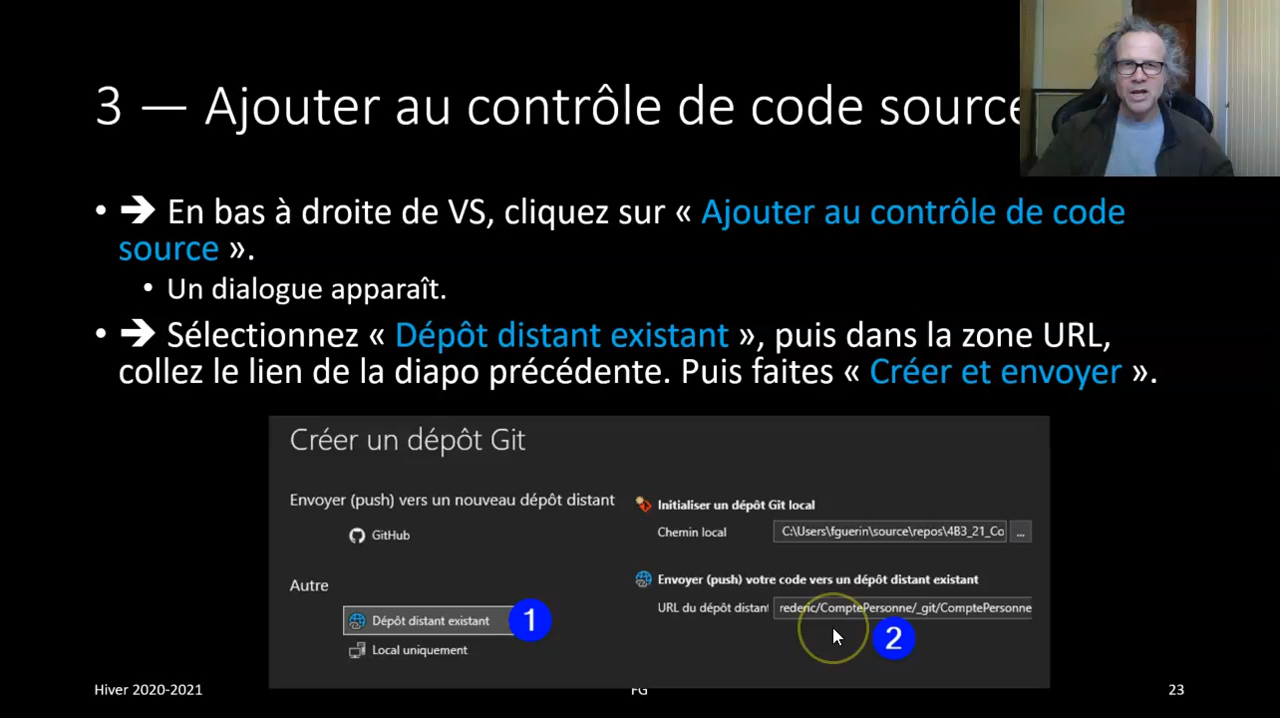 3 — Ajouter au contrôle de code source
• 🡺 En bas à droite de VS, cliquez sur « Ajouter au contrôle de code
source ».
• Un dialogue apparaît.
• 🡺 Sélectionnez « Dépôt distant existant », puis dans la zone URL,
collez le lien de la diapo précédente. Puis faites « Créer et envoyer ».
Créer un dépôt Git
Envoyer (push) vers un nouveau dépôt distant
GitHub
Autre
Dépôt distant existant
1
Local uniquement
Initialiser un dépôt Git local
Chemin local
C:\Users\fguerin\source\repos\4B3_21_Co
...
Envoyer (push) votre code vers un dépôt distant existant
URL du dépôt distant
rederic/ComptePersonne/_git/ComptePersonne
2
Hiver 2020-2021
FG
23